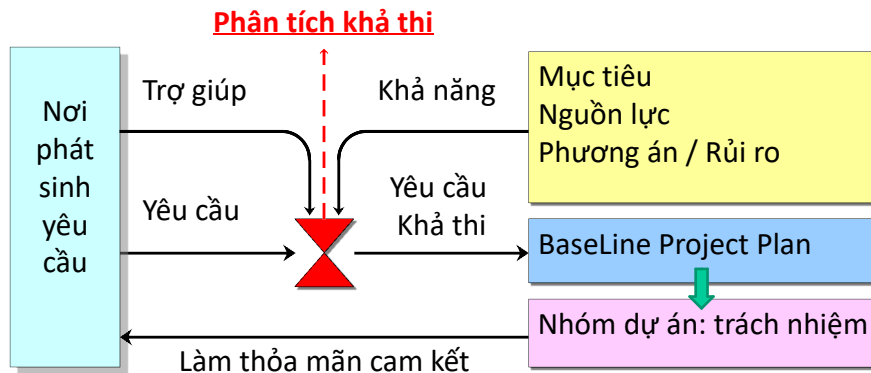 Phân tích khả thi
Nơi
phát
sinh
yêu
cầu
Trợ giúp
Khả năng
Mục tiêu
Nguồn lực
Phương án / Rủi ro
Yêu cầu
Yêu cầu
Khả thi
BaseLine Project Plan
Nhóm dự án: trách nhiệm
Làm thỏa mãn cam kết